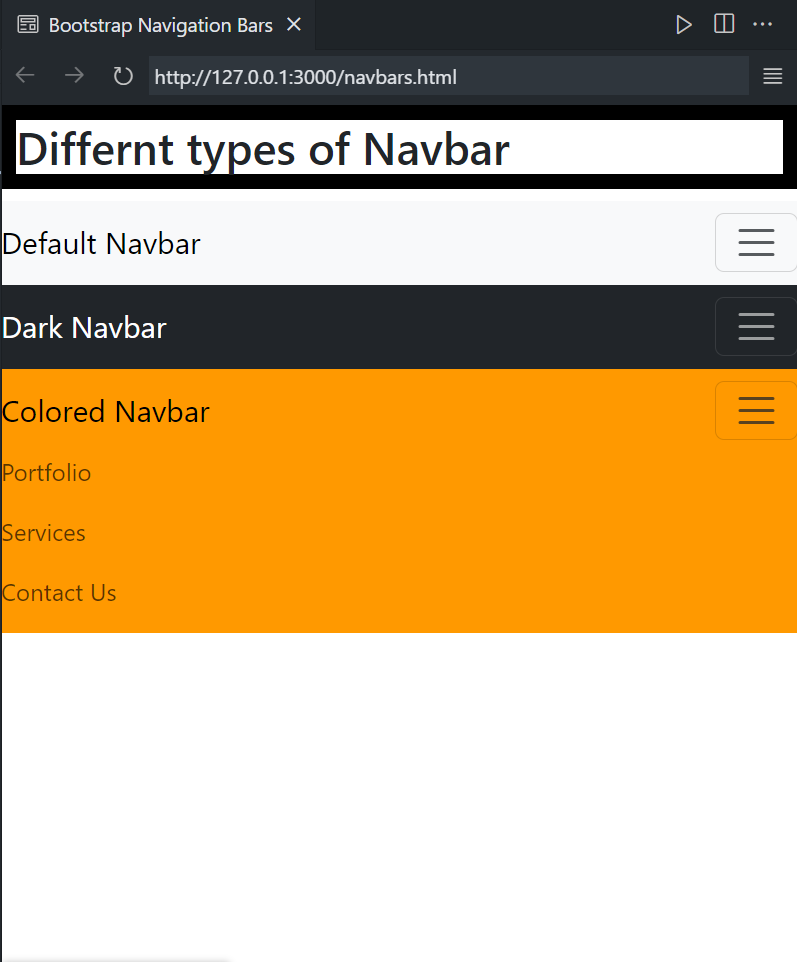 Bootstrap Navigation Bars
http://127.0.0.1:3000/navbars.html
Differnt types of Navbar
Default Navbar
Dark Navbar
Colored Navbar
Portfolio
Services
Contact Us